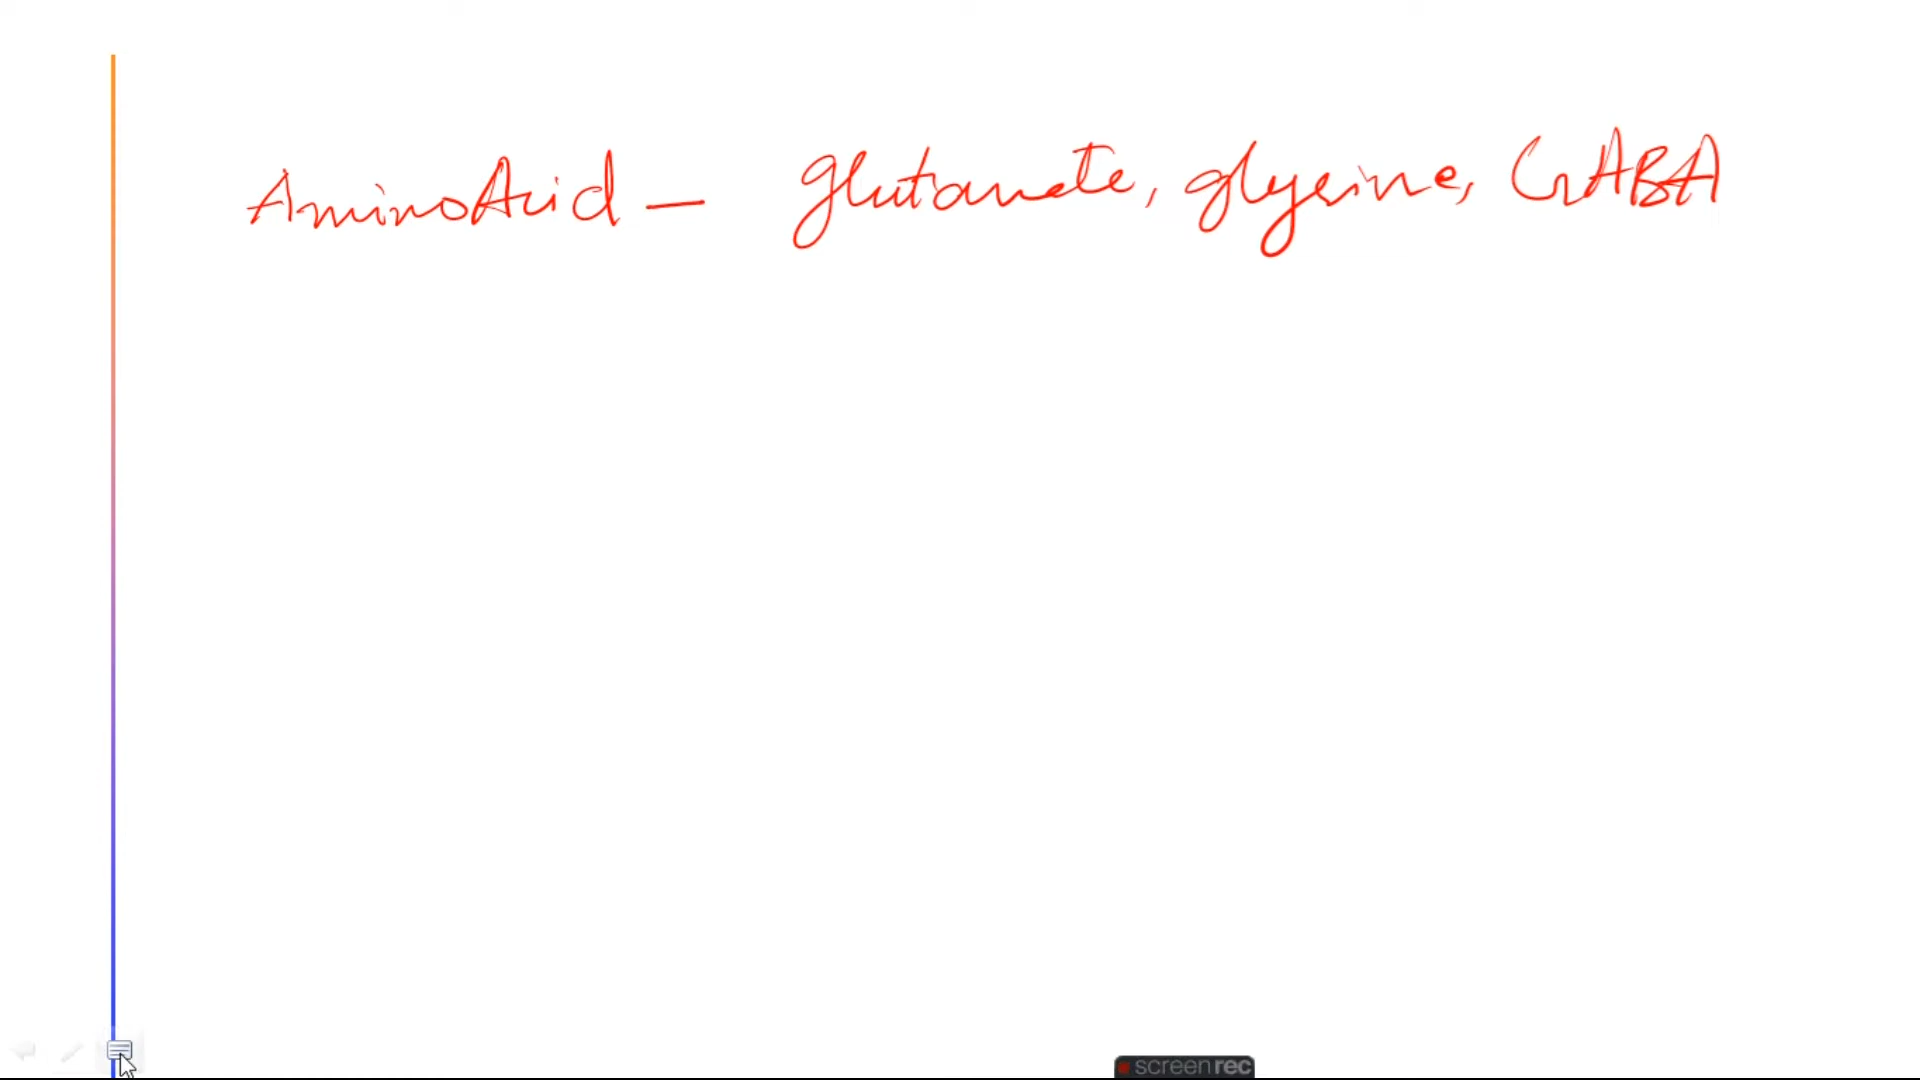 AminoAcid — glutamate, glycine, GABA
screenrec